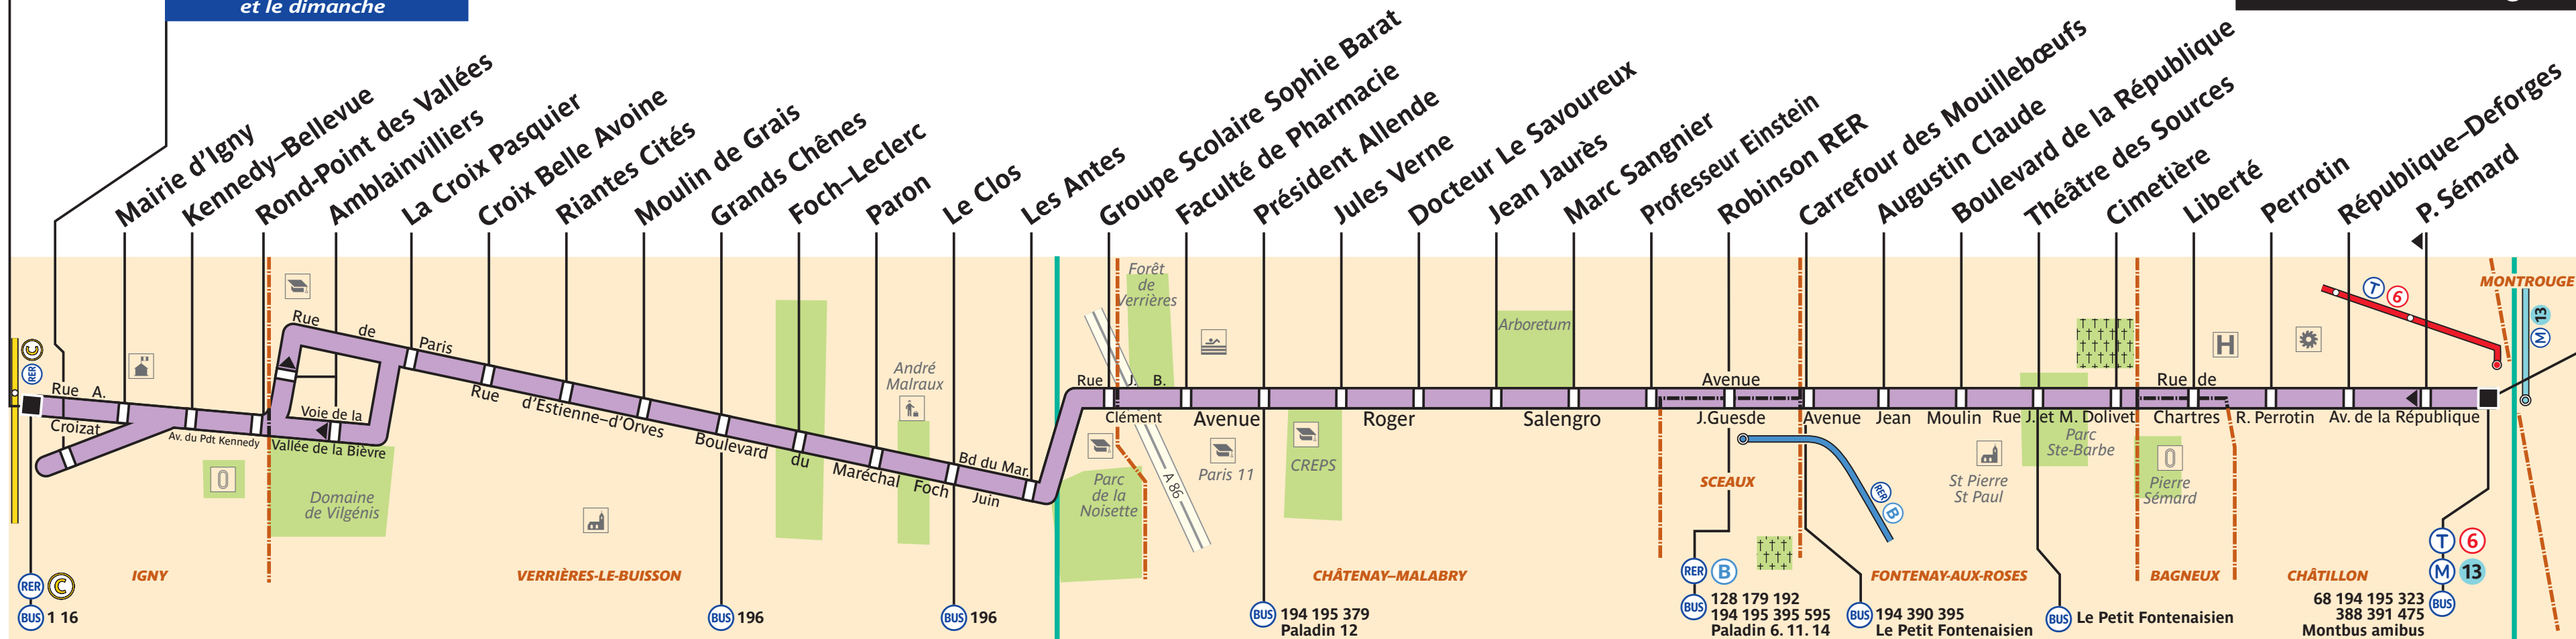 et le dimanche
Mairie d'Igny
Kennedy–Bellevue
Rond-Point des Vallées
Amblainvilliers
La Croix Pasquier
Croix Belle Avoine
Riantes Cités
Moulin de Grais
Grands Chênes
Foch–Leclerc
Paron
Le Clos
Les Antes
Groupe Scolaire Sophie Barat
Faculté de Pharmacie
Président Allende
Jules Verne
Docteur Le Savoureux
Jean Jaurès
Marc Sangnier
Professeur Einstein
Robinson RER
Carrefour des Mouillebœufs
Augustin Claude
Boulevard de la République
Théâtre des Sources
Cimetière
Liberté
Perrotin
République–Deforges
P. Sémard
RER C
Rue A.
Croizat
Av. du Pdt Kennedy
Rue de Paris
Voie de la
Vallée de la Bièvre
Domaine
de Vilgénis
Rue d'Estienne–d'Orves
Boulevard du Maréchal Foch
André
Malraux
Bd du Mar.
Juin
Rue J. B.
Clément
Forêt
de
Verrières
Parc
de la
Noisette
A 86
Avenue Roger Salengro
Paris 11
CREPS
Arboretum
Avenue
J.Guesde
SCEAUX
RER B
Avenue Jean Moulin
St Pierre
St Paul
Rue J. et M. Dolivet
Parc
Ste-Barbe
Rue de
Chartres
Pierre
Sémard
H
R. Perrotin
Av. de la République
T 6
MONTROUGE
M 13
IGNY
VERRIÈRES-LE-BUISSON
CHÂTENAY–MALABRY
FONTENAY-AUX-ROSES
BAGNEUX
CHÂTILLON
RER C
BUS 1 16
BUS 196
BUS 196
BUS 194 195 379
Paladin 12
RER B
BUS 128 179 192
194 195 395 595
Paladin 6. 11. 14
BUS 194 390 395
Le Petit Fontenaisien
BUS Le Petit Fontenaisien
T 6
M 13
68 194 195 323 BUS
388 391 475
Montbus amibus